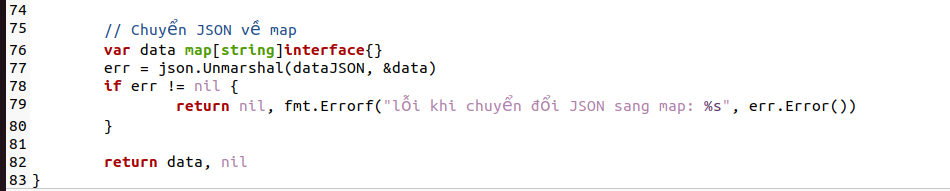 74
75 // Chuyển JSON về map
76 var data map[string]interface{}
77 err = json.Unmarshal(dataJSON, &data)
78 if err != nil {
79 return nil, fmt.Errorf("lỗi khi chuyển đổi JSON sang map: %s", err.Error())
80 }
81
82 return data, nil
83 }